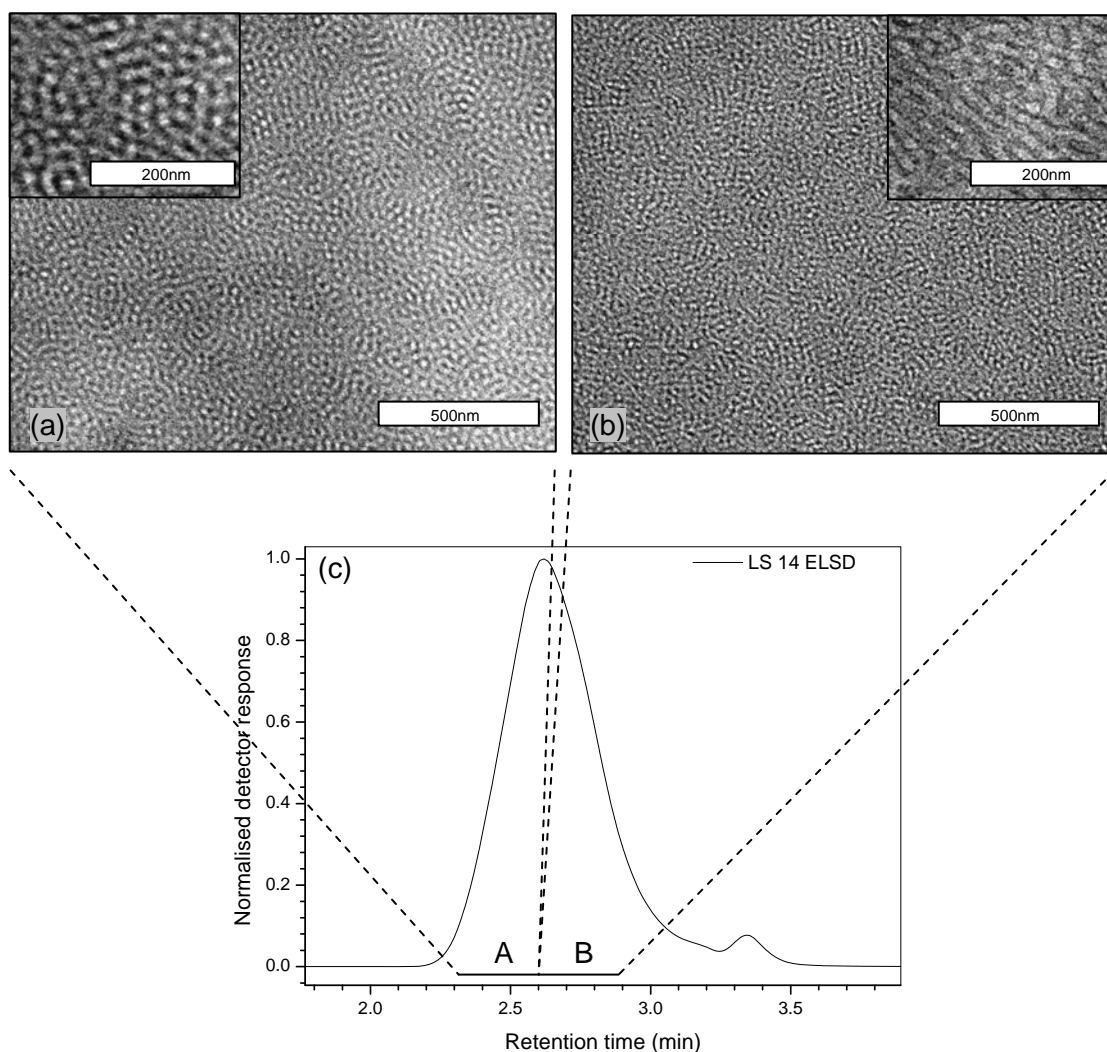 200nm
500nm
(a)
200nm
500nm
(b)
(c)
LS 14 ELSD
Normalised detector response
1.0
0.8
0.6
0.4
0.2
0.0
A
B
2.0
2.5
3.0
3.5
Retention time (min)